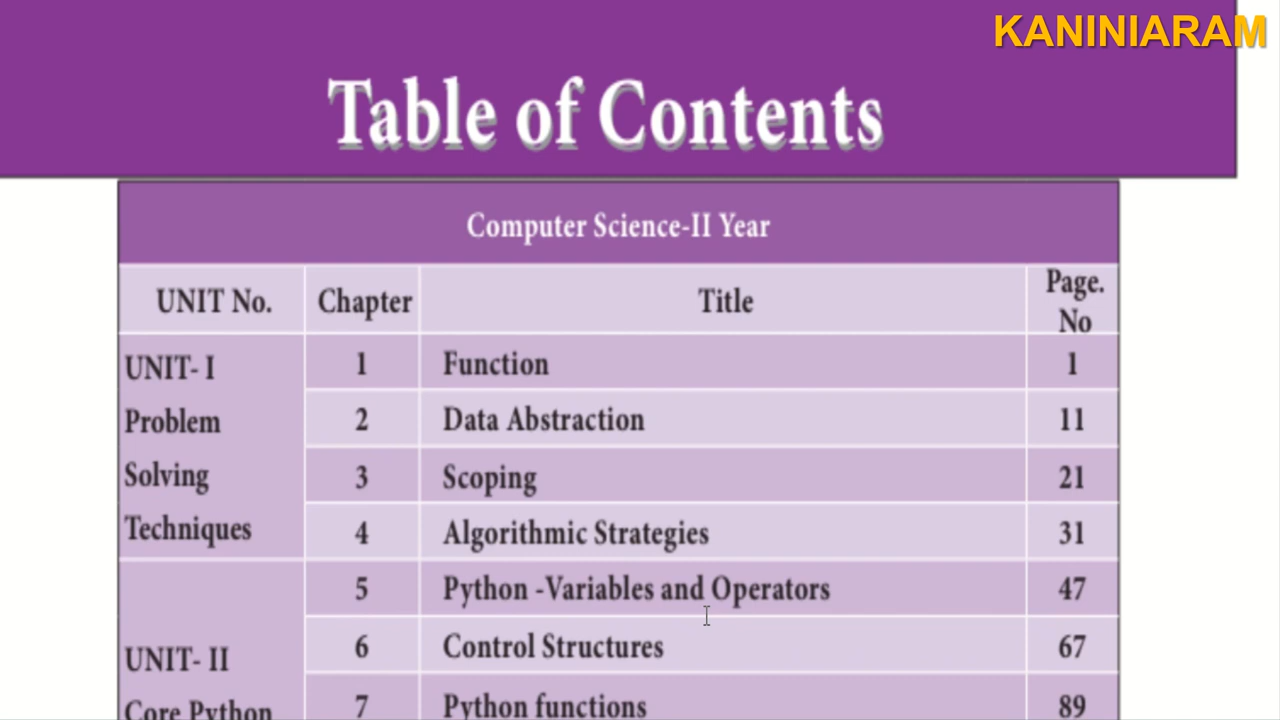 KANINIARAM
Table of Contents
Computer Science-II Year
UNIT No. Chapter Title Page. No
UNIT- I Problem Solving Techniques
1 Function 1
2 Data Abstraction 11
3 Scoping 21
4 Algorithmic Strategies 31
UNIT- II Core Python
5 Python -Variables and Operators 47
6 Control Structures 67
7 Python functions 89